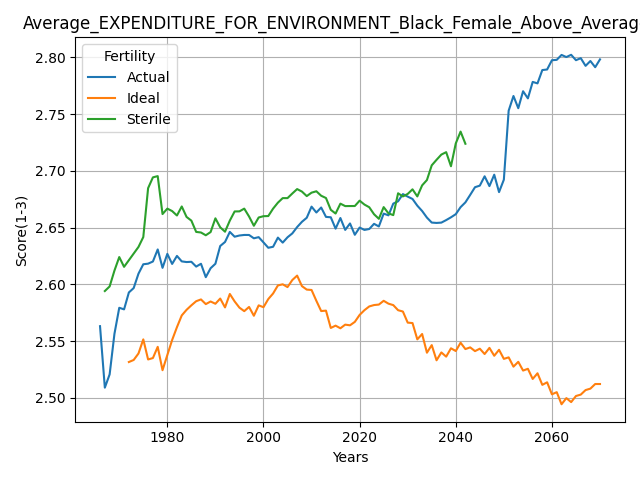 Average_EXPENDITURE_FOR_ENVIRONMENT_Black_Female_Above_Averag
Fertility
Actual
Ideal
Sterile
Score(1-3)
2.80
2.75
2.70
2.65
2.60
2.55
2.50
1980 2000 2020 2040 2060
Years